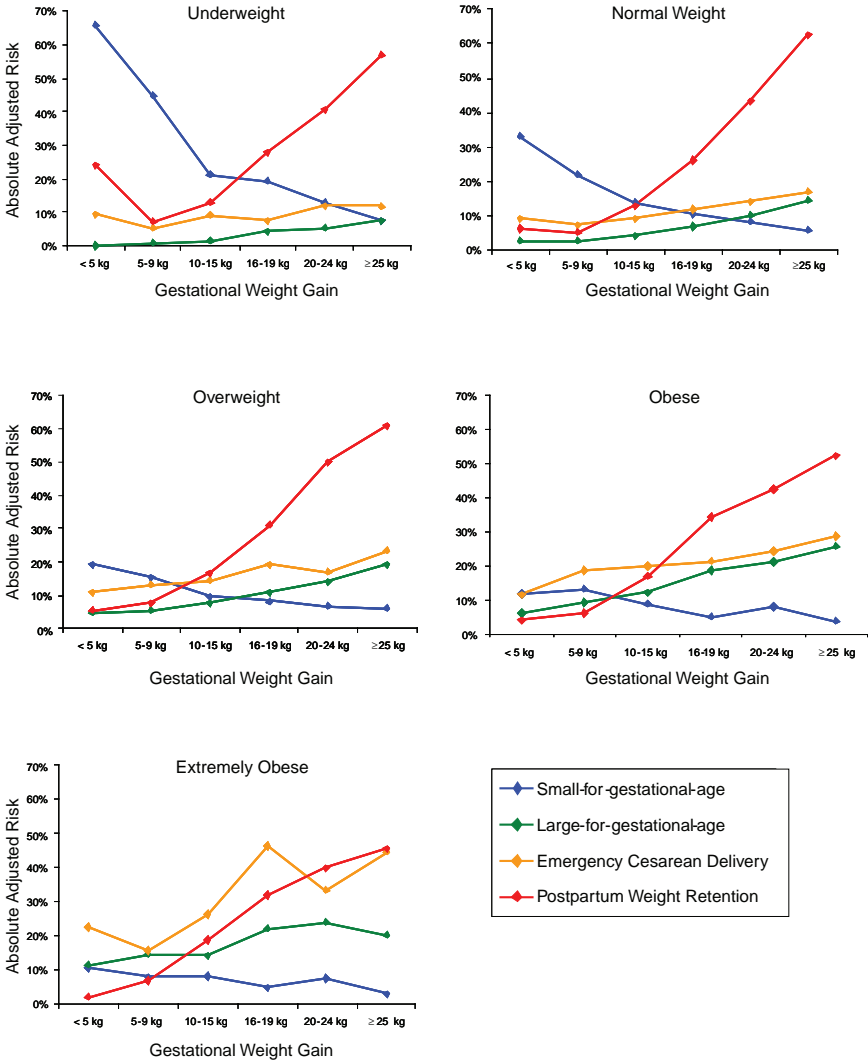 Underweight
Absolute Adjusted Risk
70%
60%
50%
40%
30%
20%
10%
0%
< 5 kg 5-9 kg 10-15 kg 16-19 kg 20-24 kg ≥25 kg
Gestational Weight Gain
Normal Weight
70%
60%
50%
40%
30%
20%
10%
0%
< 5 kg 5-9 kg 10-15 kg 16-19 kg 20-24 kg ≥25 kg
Gestational Weight Gain
Overweight
Absolute Adjusted Risk
70%
60%
50%
40%
30%
20%
10%
0%
< 5 kg 5-9 kg 10-15 kg 16-19 kg 20-24 kg ≥25 kg
Gestational Weight Gain
Obese
70%
60%
50%
40%
30%
20%
10%
0%
< 5 kg 5-9 kg 10-15 kg 16-19 kg 20-24 kg ≥25 kg
Gestational Weight Gain
Extremely Obese
Absolute Adjusted Risk
70%
60%
50%
40%
30%
20%
10%
0%
< 5 kg 5-9 kg 10-15 kg 16-19 kg 20-24 kg ≥25 kg
Gestational Weight Gain
Small-for-gestational-age
Large-for-gestational-age
Emergency Cesarean Delivery
Postpartum Weight Retention